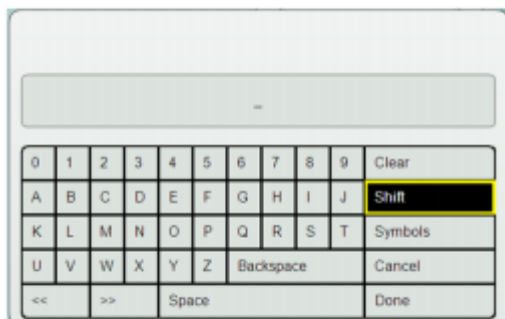 _
0 1 2 3 4 5 6 7 8 9 Clear
A B C D E F G H I J Shift
K L M N O P Q R S T Symbols
U V W X Y Z Backspace Cancel
<< >> Space Done